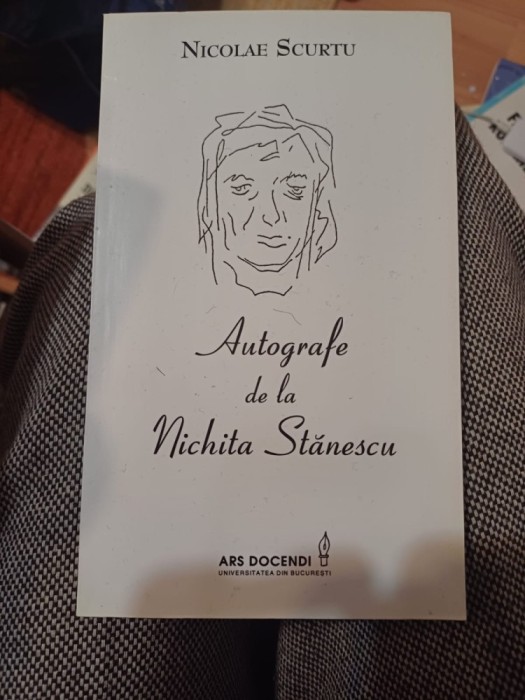 NICOLAE SCURTU
Autografe
de la
Nichita Stănescu
ARS DOCENDI
UNIVERSITATEA DIN BUCUREȘTI